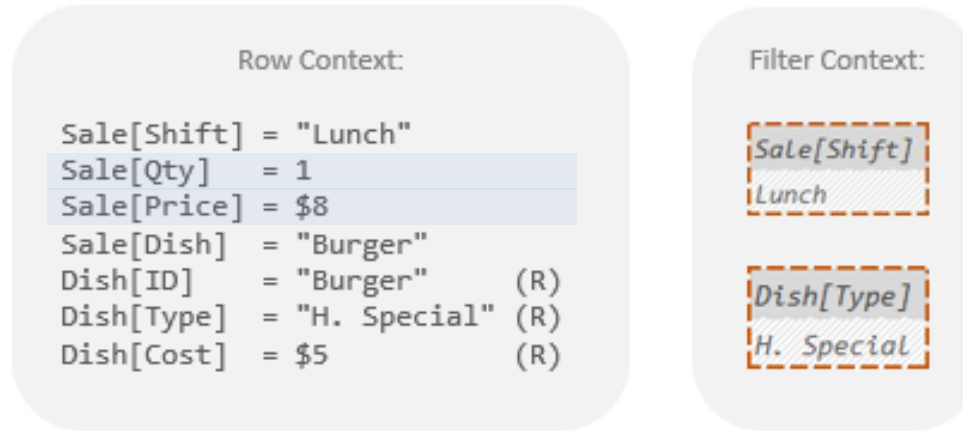 Row Context:
Sale[Shift] = "Lunch"
Sale[Qty]   = 1
Sale[Price] = $8
Sale[Dish]  = "Burger"
Dish[ID]    = "Burger"     (R)
Dish[Type]  = "H. Special" (R)
Dish[Cost]  = $5           (R)
Filter Context:
Sale[Shift]
Lunch
Dish[Type]
H. Special